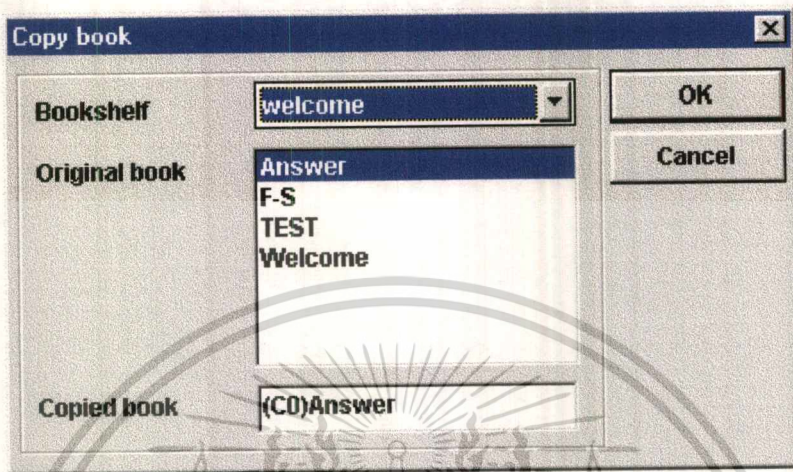 Copy book
Bookshelf
welcome
OK
Cancel
Original book
Answer
F-S
TEST
Welcome
Copied book
(C0)Answer